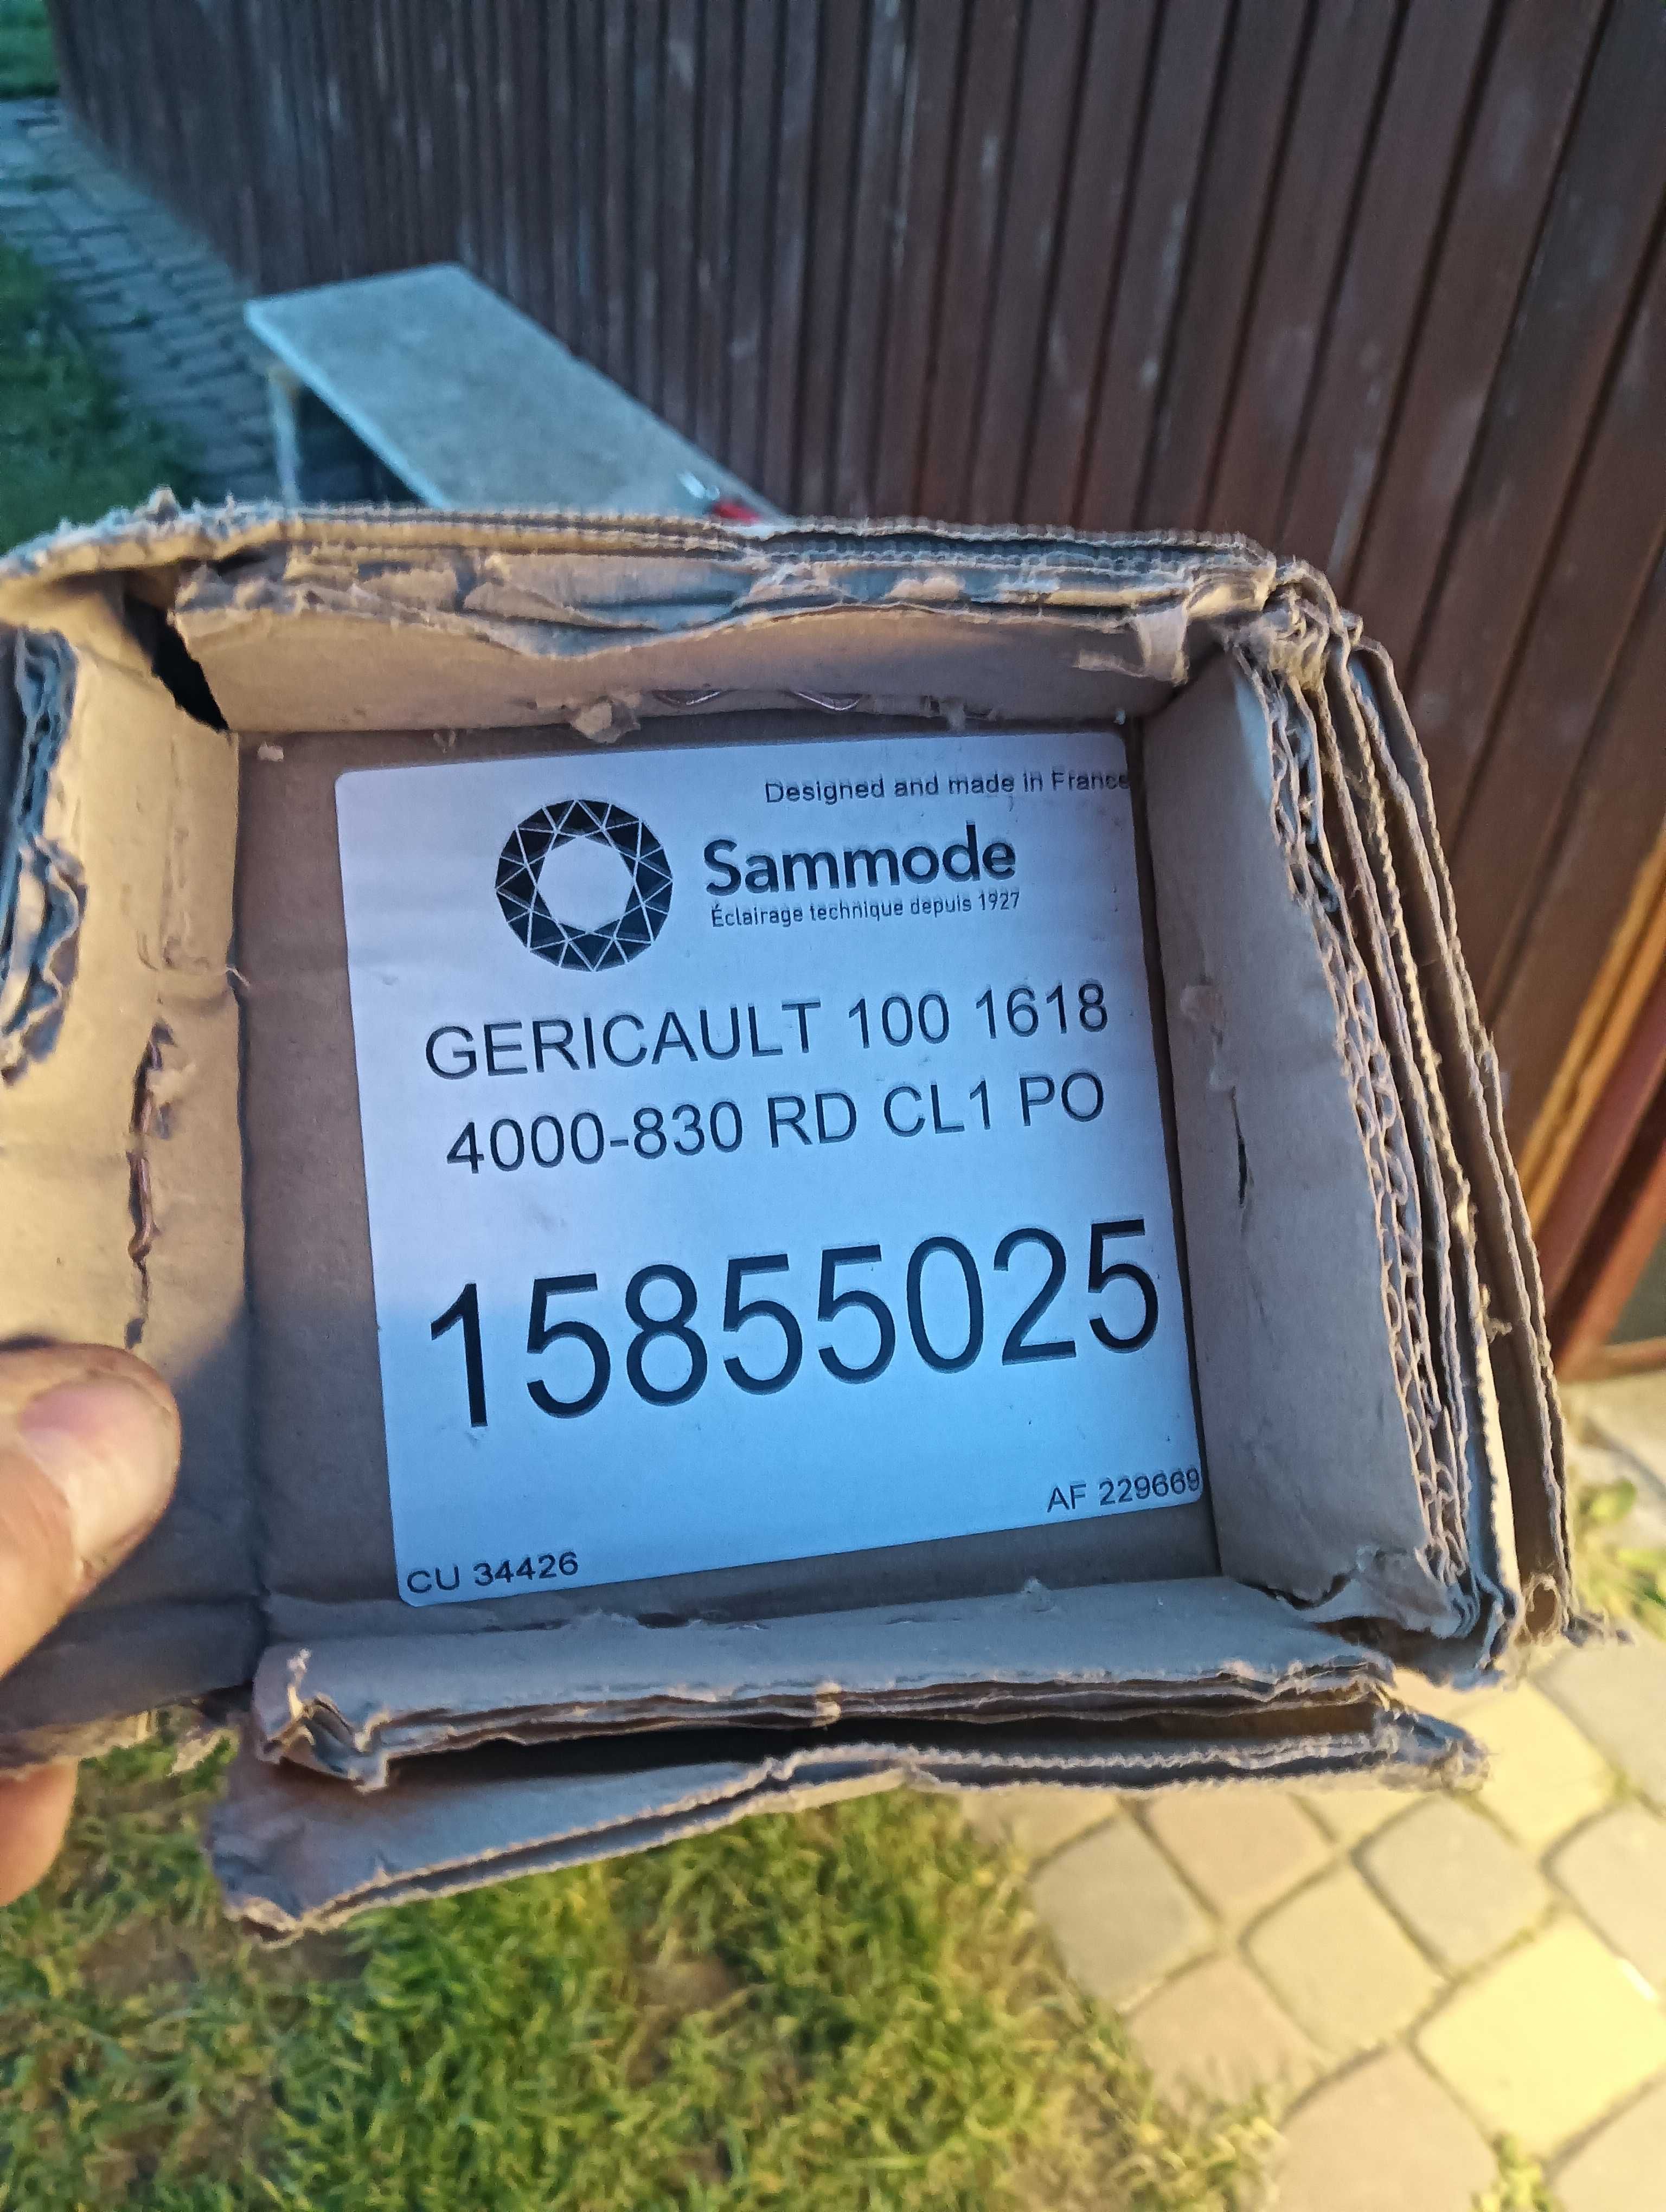 Designed and made in France
Sammode
Éclairage technique depuis 1927
GERICAULT 100 1618
4000-830 RD CL1 PO
15855025
AF 229669
CU 34426